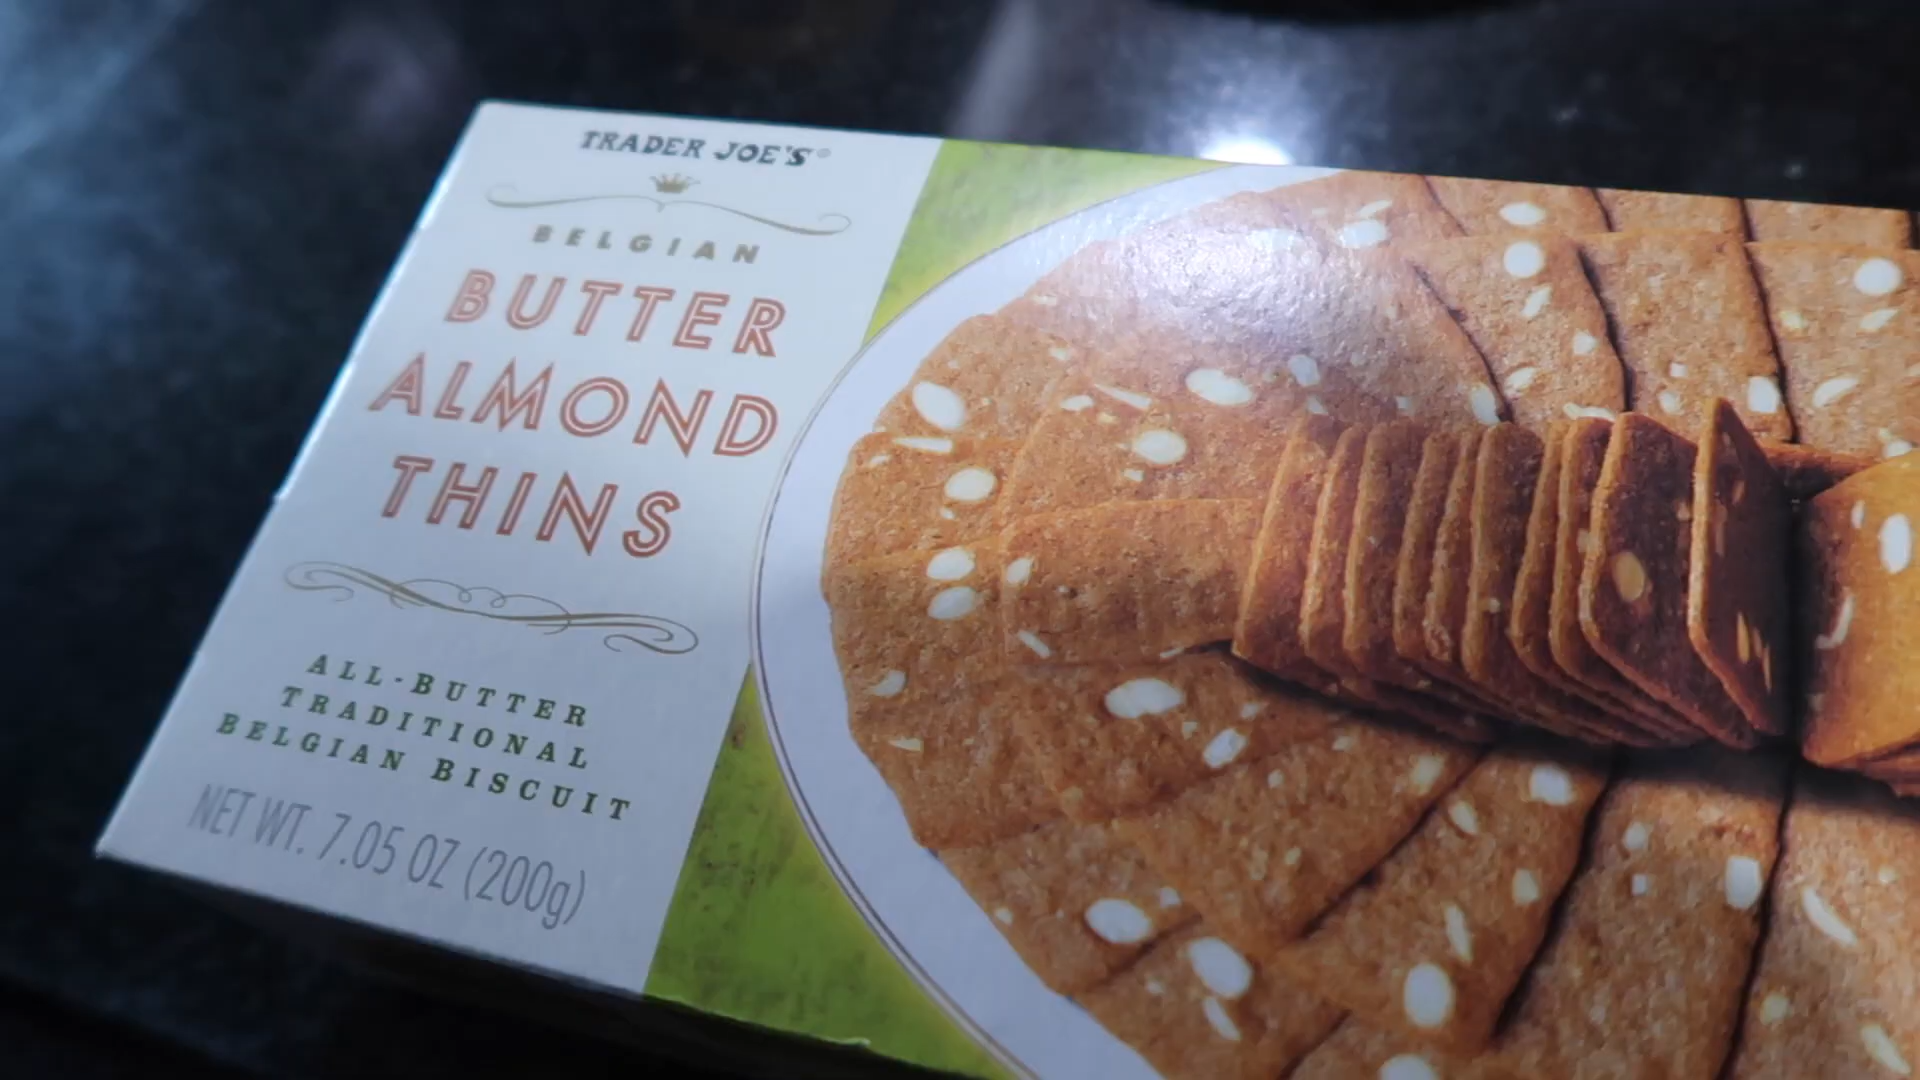 TRADER JOE'S®
BELGIAN
BUTTER
ALMOND
THINS
ALL-BUTTER
TRADITIONAL
BELGIAN BISCUIT
NET WT. 7.05 OZ (200g)